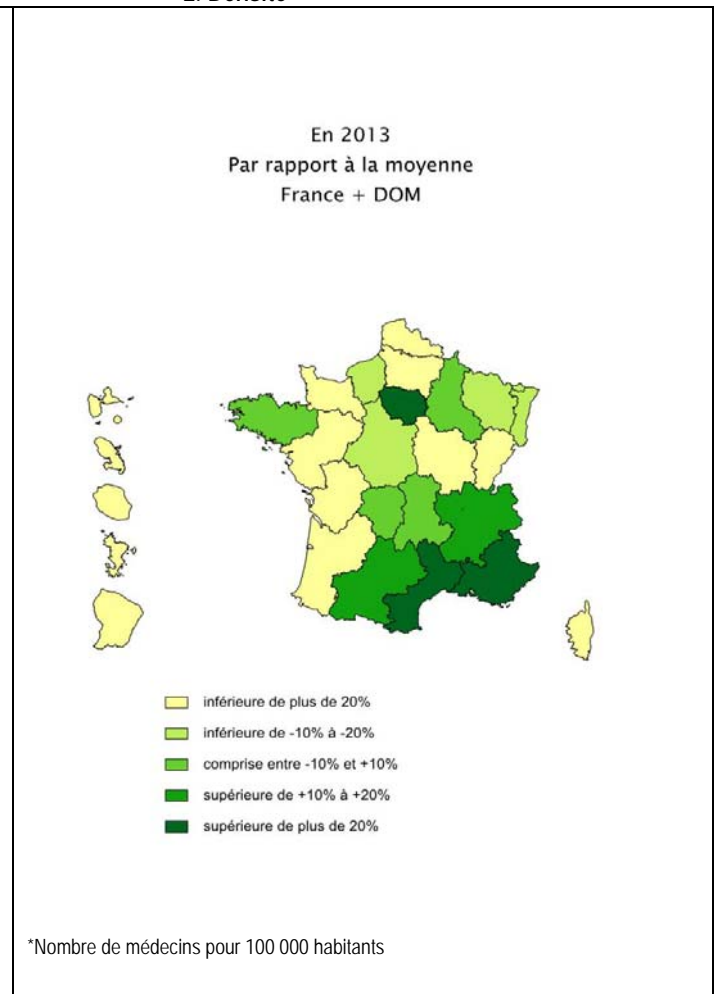 2. Densité*
En 2013
Par rapport à la moyenne
France + DOM
inférieure de plus de 20%
inférieure de -10% à -20%
comprise entre -10% et +10%
supérieure de +10% à +20%
supérieure de plus de 20%
*Nombre de médecins pour 100 000 habitants